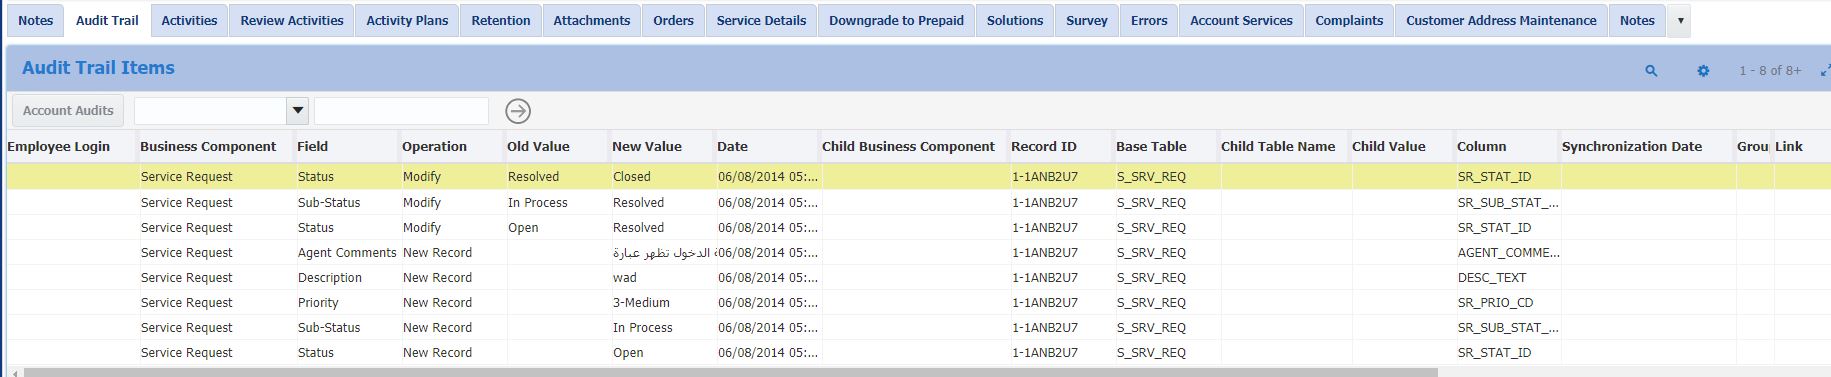 Notes Audit Trail Activities Review Activities Activity Plans Retention Attachments Orders Service Details Downgrade to Prepaid Solutions Survey Errors Account Services Complaints Customer Address Maintenance Notes
Audit Trail Items 1 - 8 of 8+
Account Audits
Employee Login Business Component Field Operation Old Value New Value Date Child Business Component Record ID Base Table Child Table Name Child Value Column Synchronization Date Grou Link
Service Request Status Modify Resolved Closed 06/08/2014 05:... 1-1ANB2U7 S_SRV_REQ SR_STAT_ID
Service Request Sub-Status Modify In Process Resolved 06/08/2014 05:... 1-1ANB2U7 S_SRV_REQ SR_SUB_STAT_...
Service Request Status Modify Open Resolved 06/08/2014 05:... 1-1ANB2U7 S_SRV_REQ SR_STAT_ID
Service Request Agent Comments New Record ة الدخول تظهر عبارة 06/08/2014 05:... 1-1ANB2U7 S_SRV_REQ AGENT_COMME...
Service Request Description New Record wad 06/08/2014 05:... 1-1ANB2U7 S_SRV_REQ DESC_TEXT
Service Request Priority New Record 3-Medium 06/08/2014 05:... 1-1ANB2U7 S_SRV_REQ SR_PRIO_CD
Service Request Sub-Status New Record In Process 06/08/2014 05:... 1-1ANB2U7 S_SRV_REQ SR_SUB_STAT_...
Service Request Status New Record Open 06/08/2014 05:... 1-1ANB2U7 S_SRV_REQ SR_STAT_ID